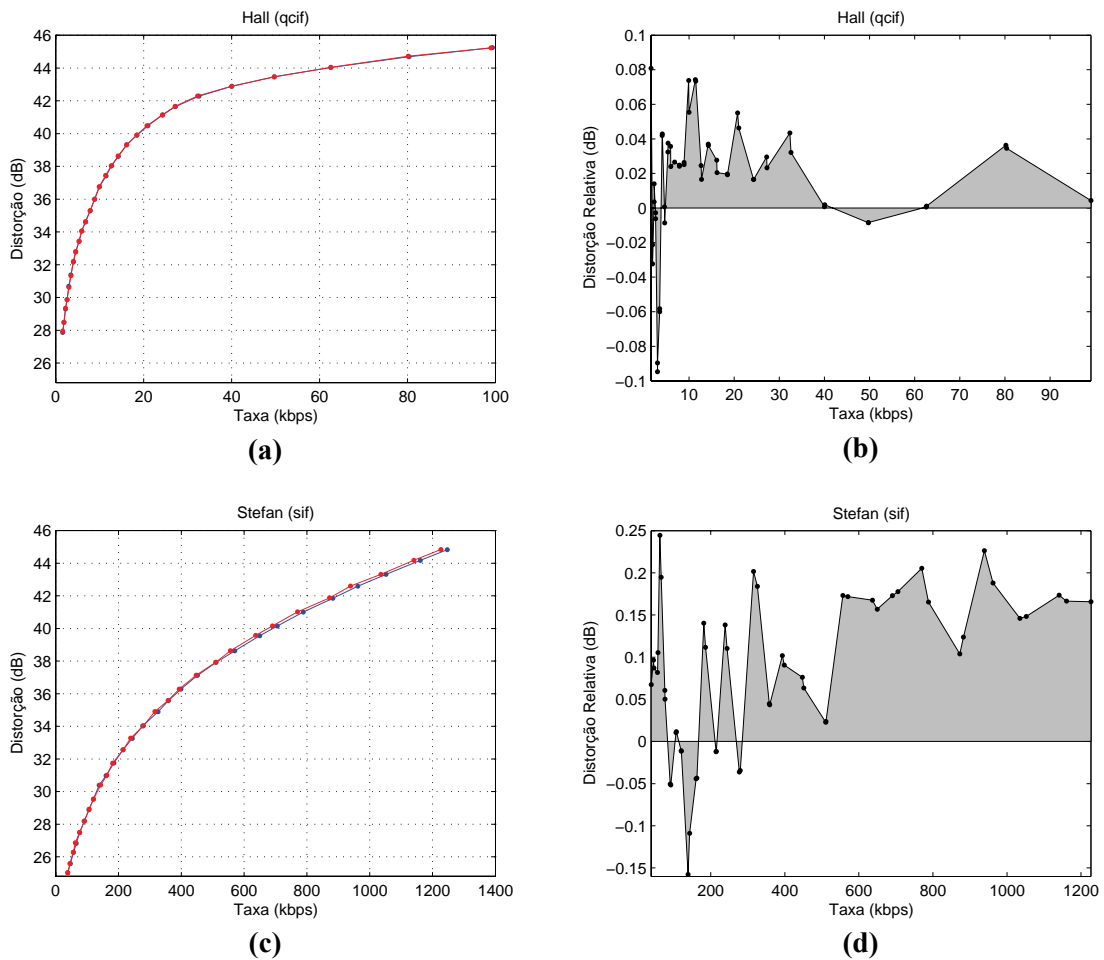 Hall (qcif)
46
44
42
40
38
36
34
32
30
28
26
Distorção (dB)
0 20 40 60 80 100
Taxa (kbps)
(a)
Hall (qcif)
0.1
0.08
0.06
0.04
0.02
0
−0.02
−0.04
−0.06
−0.08
−0.1
Distorção Relativa (dB)
10 20 30 40 50 60 70 80 90
Taxa (kbps)
(b)
Stefan (sif)
46
44
42
40
38
36
34
32
30
28
26
Distorção (dB)
0 200 400 600 800 1000 1200 1400
Taxa (kbps)
(c)
Stefan (sif)
0.25
0.2
0.15
0.1
0.05
0
−0.05
−0.1
−0.15
Distorção Relativa (dB)
200 400 600 800 1000 1200
Taxa (kbps)
(d)